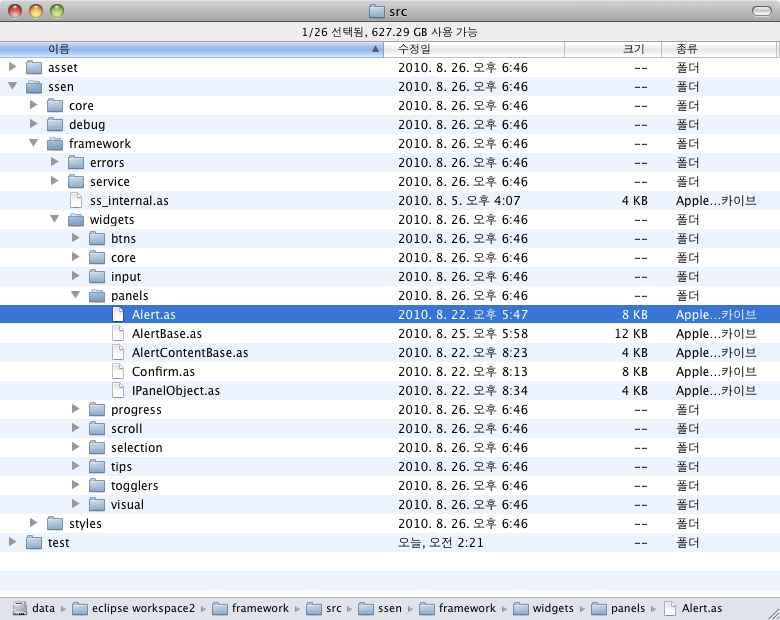 src
1/26 선택됨, 627.29 GB 사용 가능
이름 수정일 크기 종류
asset 2010. 8. 26. 오후 6:46 -- 폴더
ssen 2010. 8. 26. 오후 6:46 -- 폴더
core 2010. 8. 26. 오후 6:46 -- 폴더
debug 2010. 8. 26. 오후 6:46 -- 폴더
framework 2010. 8. 26. 오후 6:46 -- 폴더
errors 2010. 8. 26. 오후 6:46 -- 폴더
service 2010. 8. 26. 오후 6:46 -- 폴더
ss_internal.as 2010. 8. 5. 오후 4:07 4 KB Apple...카이브
widgets 2010. 8. 26. 오후 6:46 -- 폴더
btns 2010. 8. 26. 오후 6:46 -- 폴더
core 2010. 8. 26. 오후 6:46 -- 폴더
input 2010. 8. 26. 오후 6:46 -- 폴더
panels 2010. 8. 26. 오후 6:46 -- 폴더
Alert.as 2010. 8. 22. 오후 5:47 8 KB Apple...카이브
AlertBase.as 2010. 8. 25. 오후 5:58 12 KB Apple...카이브
AlertContentBase.as 2010. 8. 22. 오후 8:23 4 KB Apple...카이브
Confirm.as 2010. 8. 22. 오후 8:13 8 KB Apple...카이브
IPanelObject.as 2010. 8. 22. 오후 8:34 4 KB Apple...카이브
progress 2010. 8. 26. 오후 6:46 -- 폴더
scroll 2010. 8. 26. 오후 6:46 -- 폴더
selection 2010. 8. 26. 오후 6:46 -- 폴더
tips 2010. 8. 26. 오후 6:46 -- 폴더
togglers 2010. 8. 26. 오후 6:46 -- 폴더
visual 2010. 8. 26. 오후 6:46 -- 폴더
styles 2010. 8. 26. 오후 6:46 -- 폴더
test 오늘, 오전 2:21 -- 폴더
data eclipse workspace2 framework src ssen framework widgets panels Alert.as